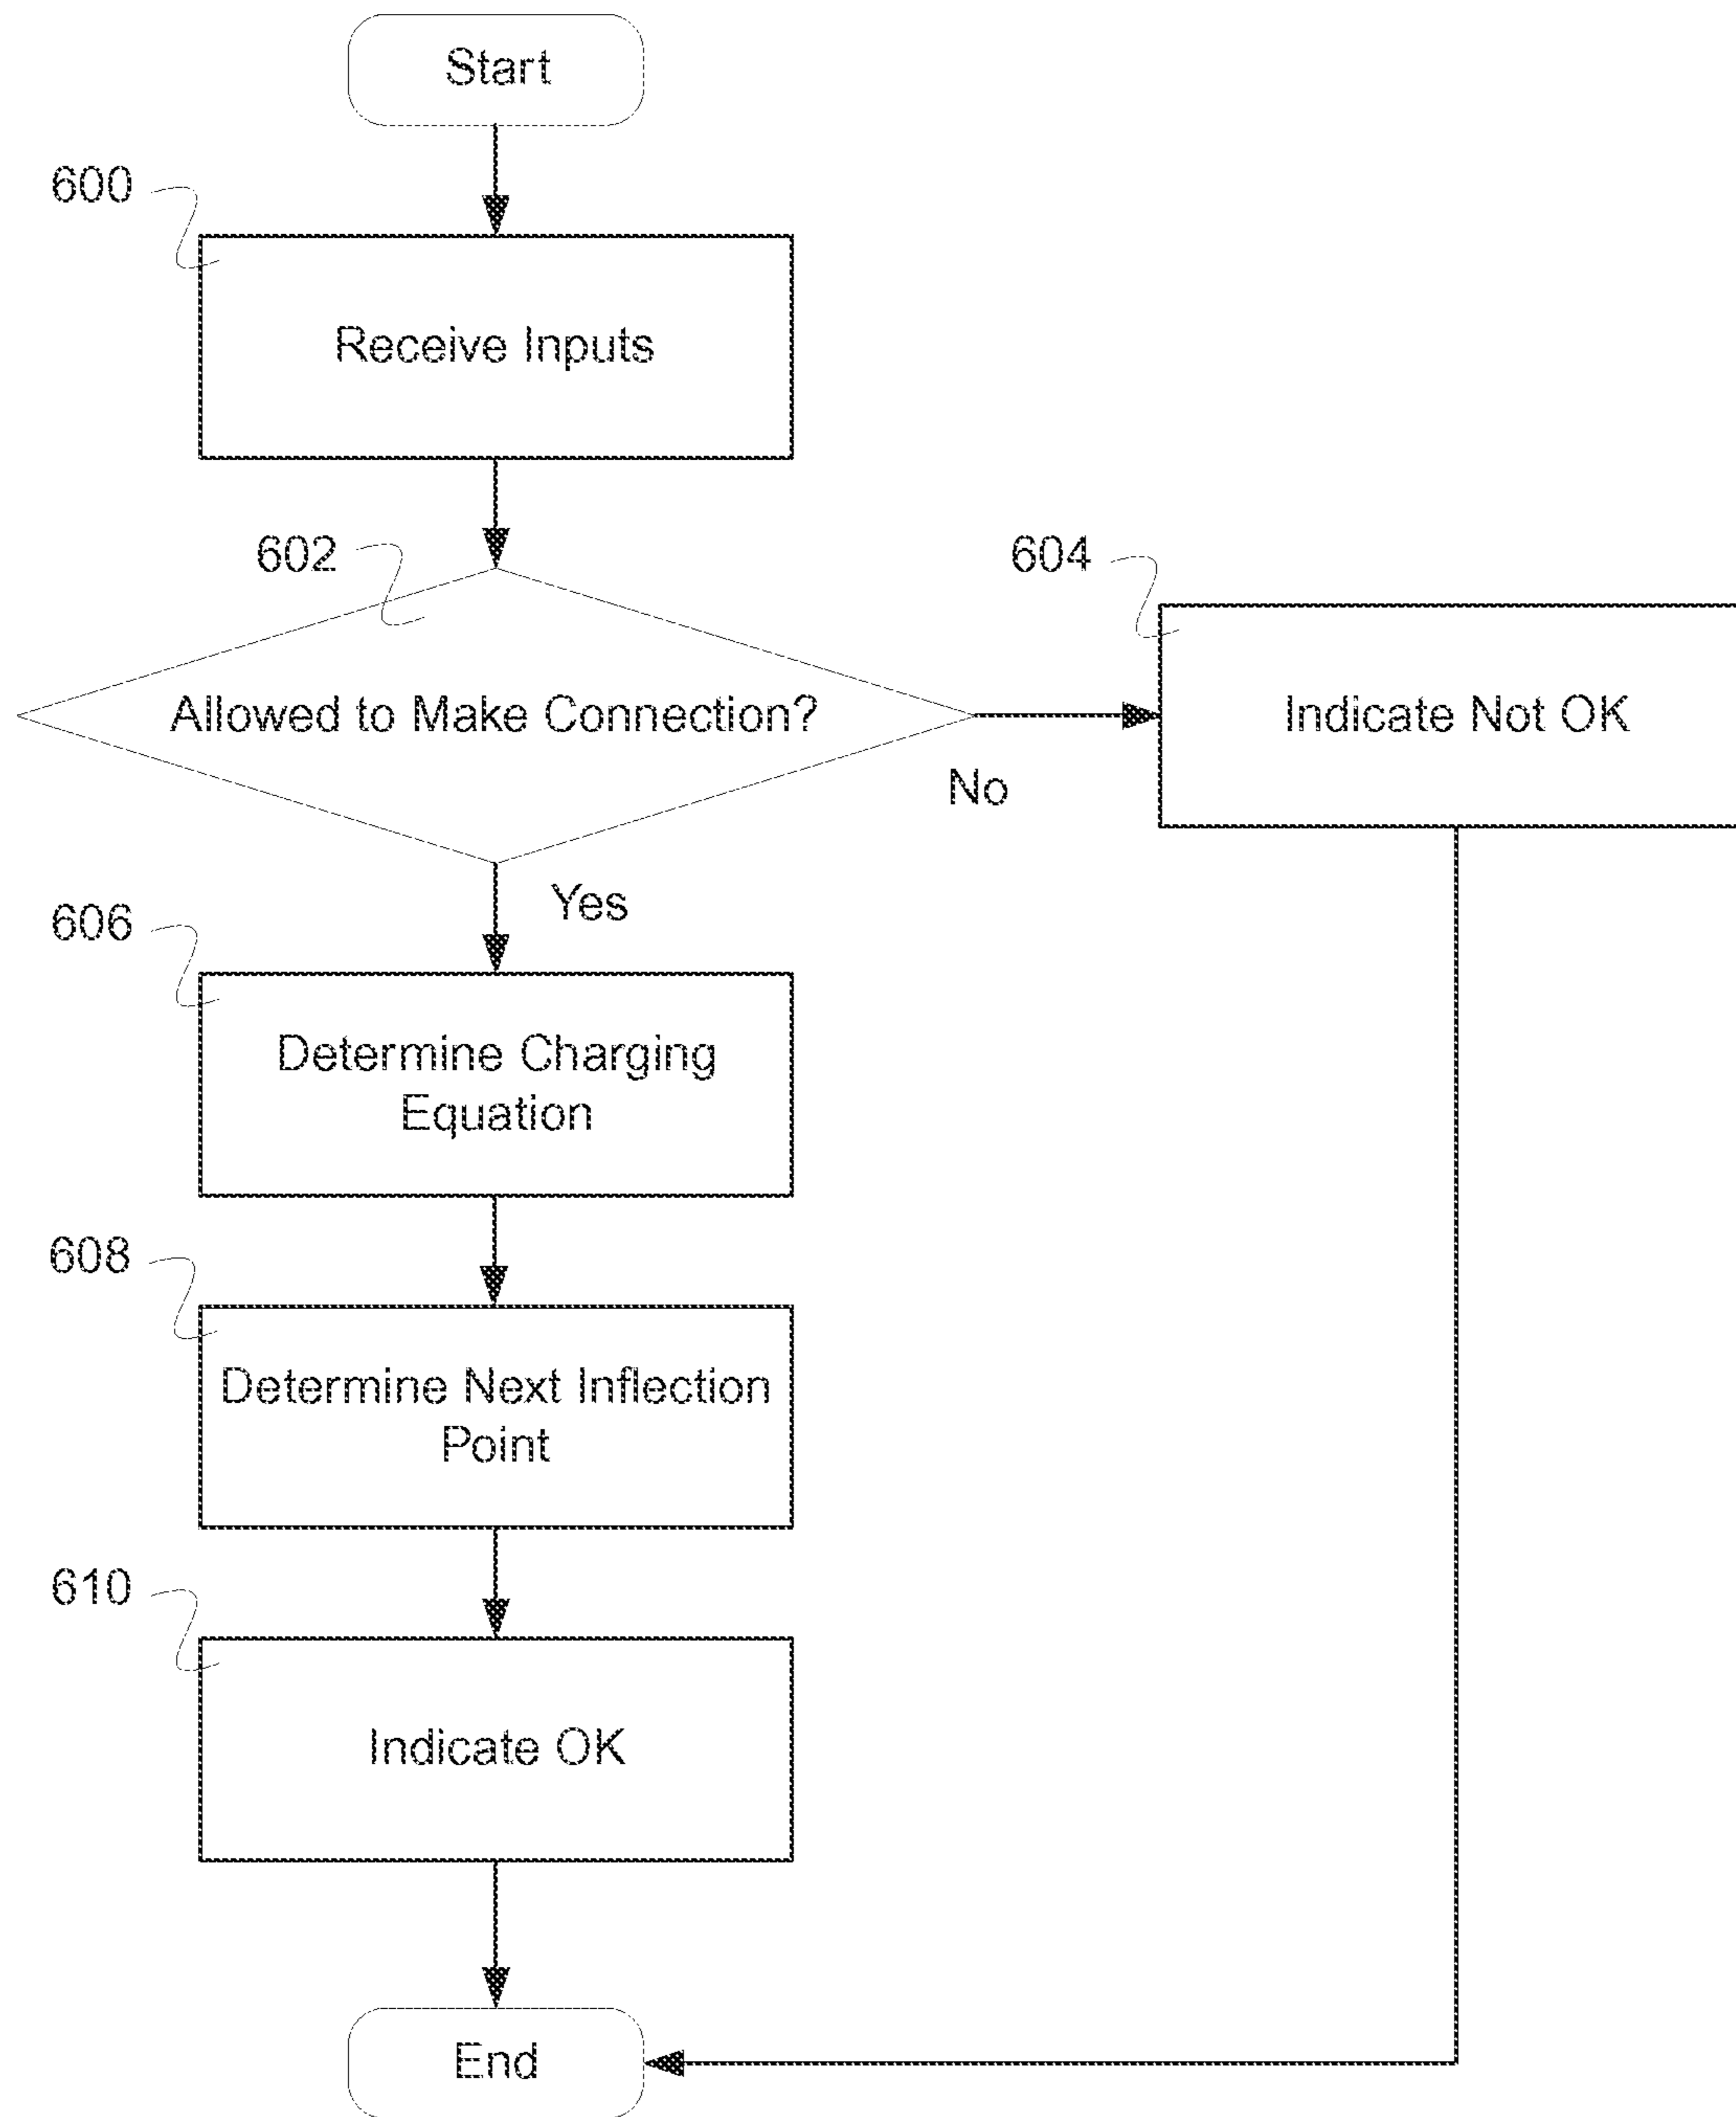 Start
600
Receive Inputs
602
604
Allowed to Make Connection?
Indicate Not OK
No
Yes
606
Determine Charging
Equation
608
Determine Next Inflection
Point
610
Indicate OK
End